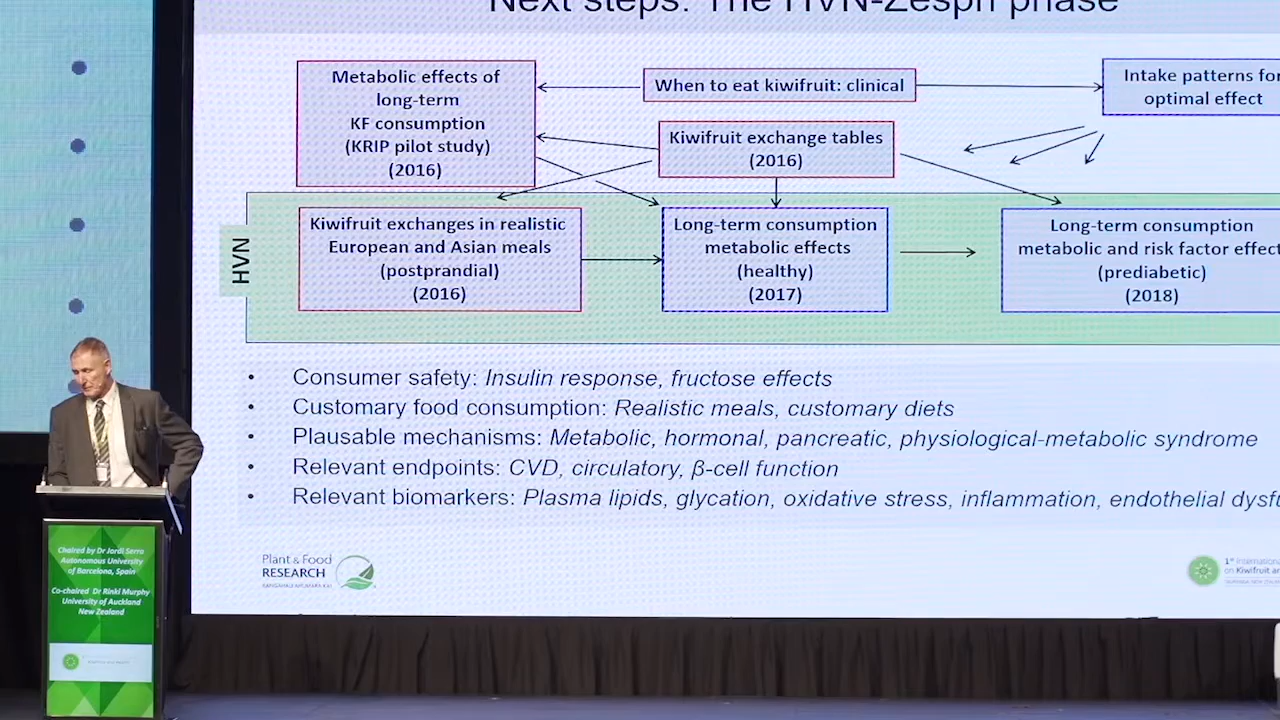 Next steps: The HVN-Zespri phase
Metabolic effects of
long-term
KF consumption
(KRIP pilot study)
(2016)
When to eat kiwifruit: clinical
Intake patterns for
optimal effect
Kiwifruit exchange tables
(2016)
HVN
Kiwifruit exchanges in realistic
European and Asian meals
(postprandial)
(2016)
Long-term consumption
metabolic effects
(healthy)
(2017)
Long-term consumption
metabolic and risk factor effect
(prediabetic)
(2018)
• Consumer safety: Insulin response, fructose effects
• Customary food consumption: Realistic meals, customary diets
• Plausable mechanisms: Metabolic, hormonal, pancreatic, physiological-metabolic syndrome
• Relevant endpoints: CVD, circulatory, β-cell function
• Relevant biomarkers: Plasma lipids, glycation, oxidative stress, inflammation, endothelial dysfu
Plant & Food
RESEARCH
1st Internationa
on Kiwifruit an
Chaired by Dr Jordi Serra
Autonomous University
of Barcelona, Spain
Co-chaired Dr Rinki Murphy
University of Auckland
New Zealand